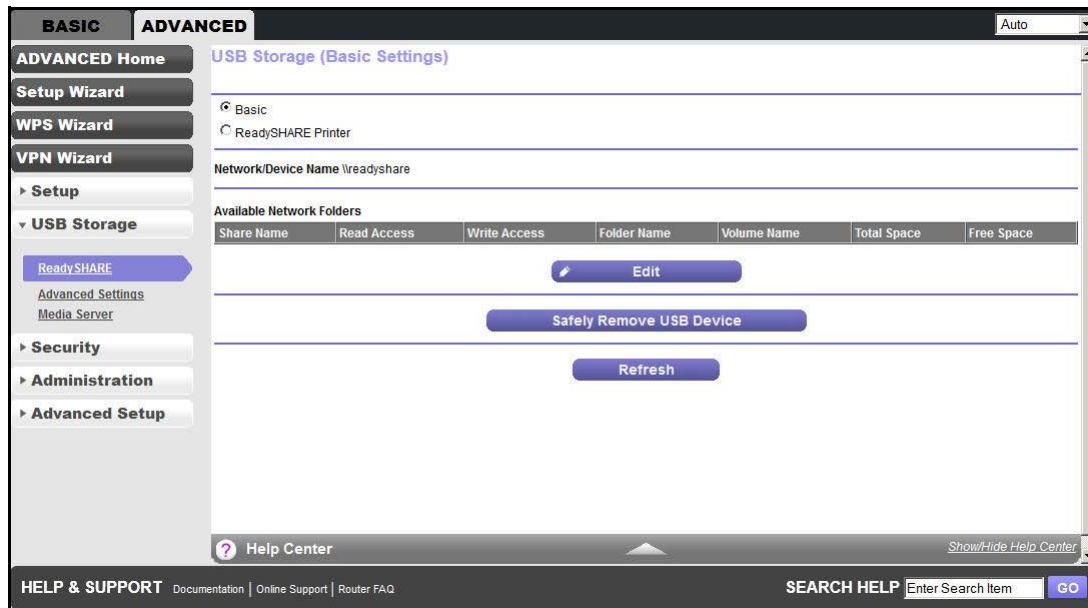 BASIC ADVANCED Auto
ADVANCED Home
Setup Wizard
WPS Wizard
VPN Wizard
Setup
USB Storage
ReadySHARE
Advanced Settings
Media Server
Security
Administration
Advanced Setup
USB Storage (Basic Settings)
Basic
ReadySHARE Printer
Network/Device Name \\readyshare
Available Network Folders
Share Name Read Access Write Access Folder Name Volume Name Total Space Free Space
Edit
Safely Remove USB Device
Refresh
? Help Center Show/Hide Help Center
HELP & SUPPORT Documentation | Online Support | Router FAQ SEARCH HELP Enter Search Item GO